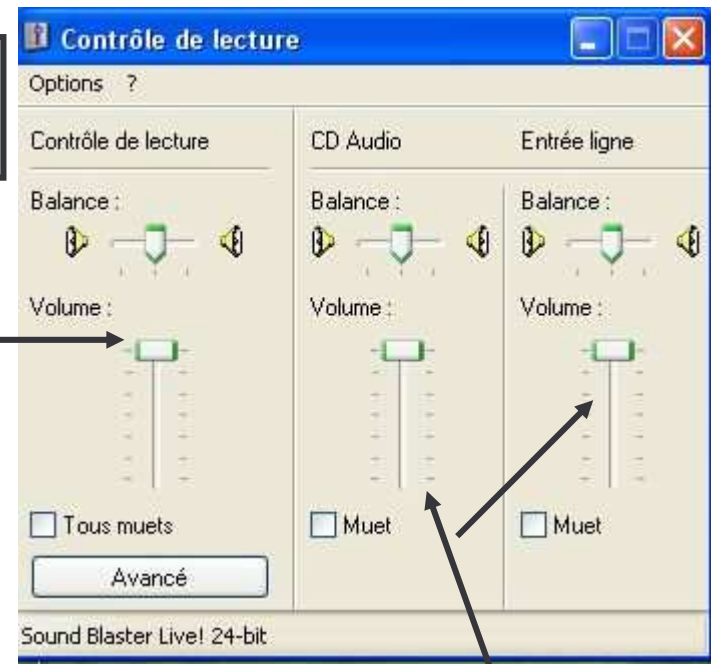 Contrôle de lecture
Options ?
Contrôle de lecture CD Audio Entrée ligne
Balance : Balance : Balance :
Volume : Volume : Volume :
Tous muets Muet Muet
Avancé
Sound Blaster Live! 24-bit